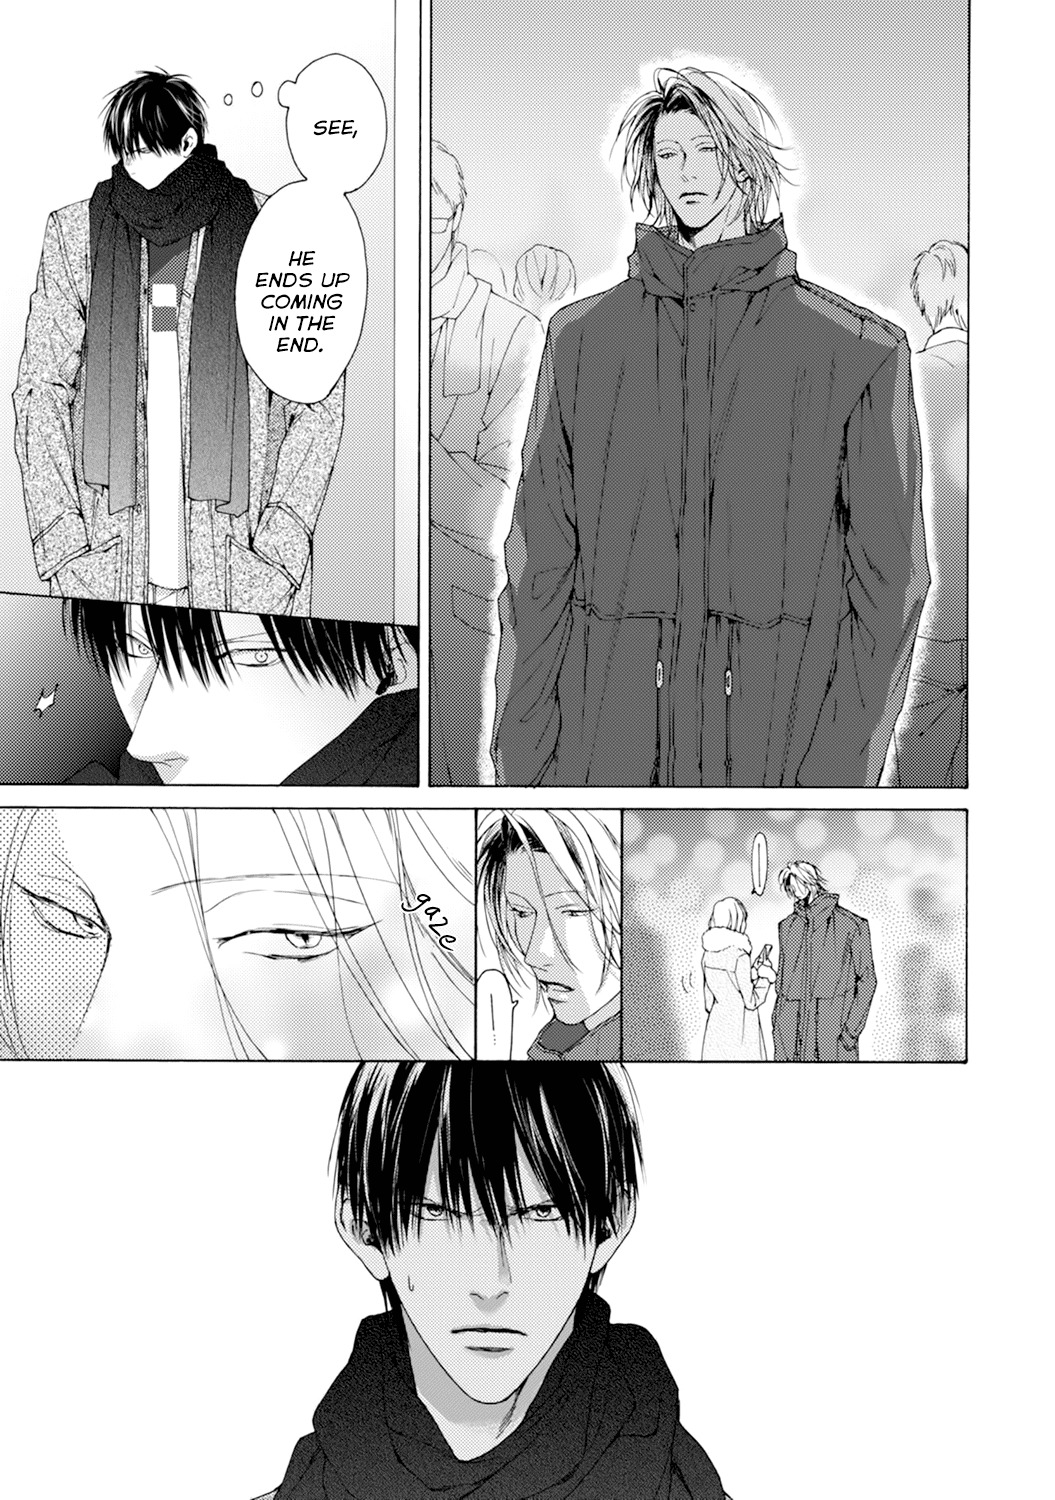 SEE,
HE
ENDS UP
COMING
IN THE
END.
gaze